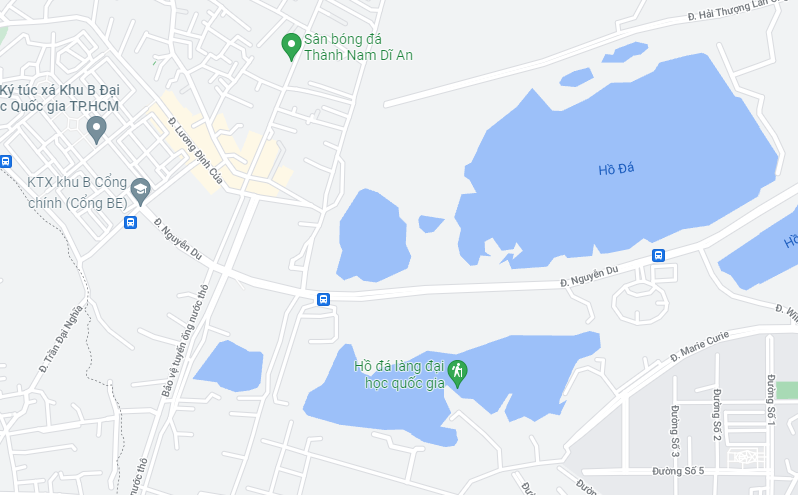 Đ. Hải Thượng Lãn
Sân bóng đá
Thành Nam Dĩ An
Ký túc xá Khu B Đại
c Quốc gia TP.HCM
Đ. Lương Định Của
Hồ Đá
KTX khu B Cổng
chính (Cổng BE)
Đ. Nguyễn Du
Hồ
Đ. Nguyễn Du
Bảo vệ tuyến ống nước thô
Đ. Trần Đại Nghĩa
Đ. Marie Curie
Hồ đá làng đại
học quốc gia
Đường Số 1
Đường Số 2
Đường Số 3
Đường Số 5
nước thô